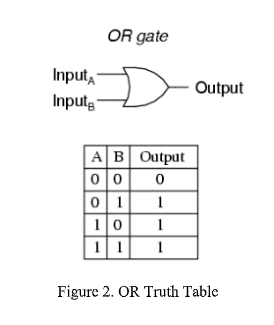 OR gate
InputA
InputB
Output
A B Output
0 0 0
0 1 1
1 0 1
1 1 1
Figure 2. OR Truth Table